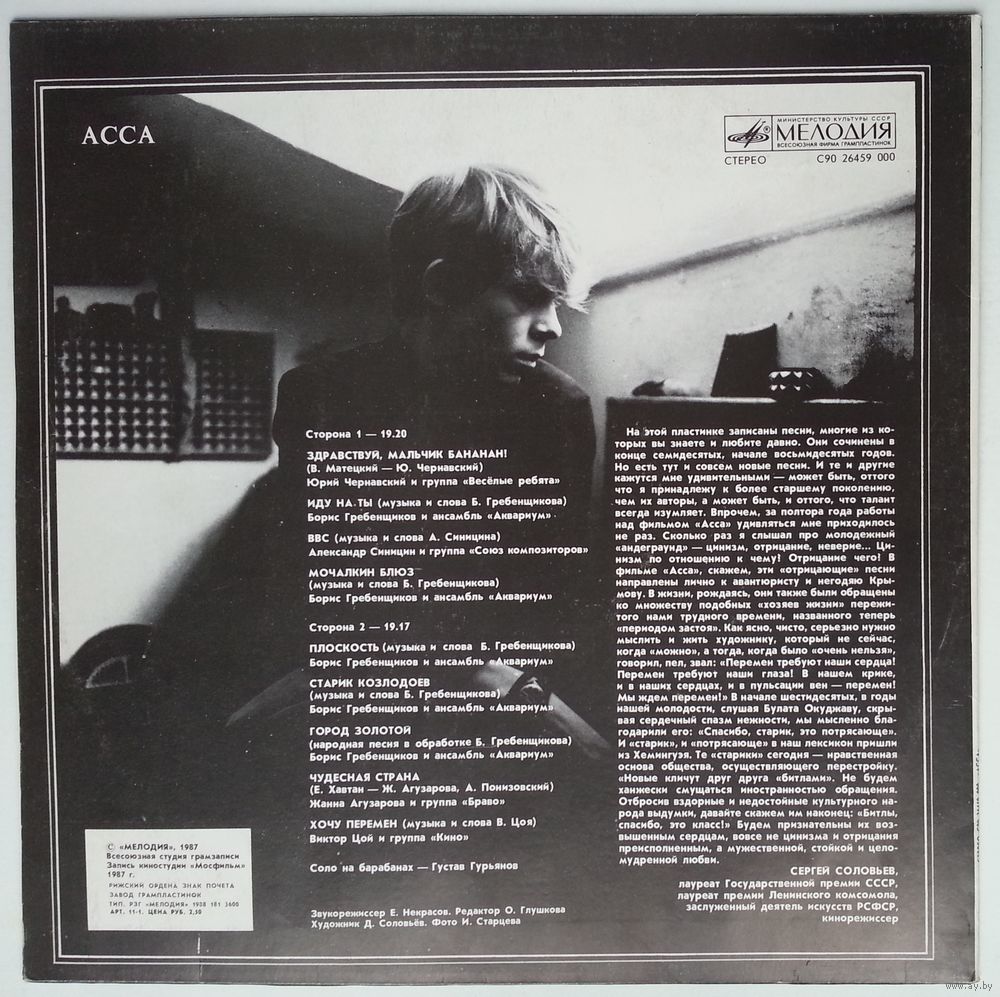 АССА
МИНИСТЕРСТВО КУЛЬТУРЫ СССР
МЕЛОДИЯ
ВСЕСОЮЗНАЯ ФИРМА ГРАМПЛАСТИНОК
СТЕРЕО С90 26459 000
Сторона 1 — 19.20
ЗДРАВСТВУЙ, МАЛЬЧИК БАНАНАН!
(В. Матецкий — Ю. Чернавский)
Юрий Чернавский и группа «Весёлые ребята»
ИДУ НА ТЫ (музыка и слова Б. Гребенщикова)
Борис Гребенщиков и ансамбль «Аквариум»
ВВС (музыка и слова А. Синицина)
Александр Синицин и группа «Союз композиторов»
МОЧАЛКИН БЛЮЗ
(музыка и слова Б. Гребенщикова)
Борис Гребенщиков и ансамбль «Аквариум»
Сторона 2 — 19.17
ПЛОСКОСТЬ (музыка и слова Б. Гребенщикова)
Борис Гребенщиков и ансамбль «Аквариум»
СТАРИК КОЗЛОДОЕВ
(музыка и слова Б. Гребенщикова)
Борис Гребенщиков и ансамбль «Аквариум»
ГОРОД ЗОЛОТОЙ
(народная песня в обработке Б. Гребенщикова)
Борис Гребенщиков и ансамбль «Аквариум»
ЧУДЕСНАЯ СТРАНА
(Е. Хавтан — Ж. Агузарова, А. Понизовский)
Жанна Агузарова и группа «Браво»
ХОЧУ ПЕРЕМЕН (музыка и слова В. Цоя)
Виктор Цой и группа «Кино»
Соло на барабанах — Густав Гурьянов
Звукорежиссер Е. Некрасов. Редактор О. Глушкова
Художник Д. Соловьёв. Фото И. Старцева
На этой пластинке записаны песни, многие из ко-
торых вы знаете и любите давно. Они сочинены в
конце семидесятых, начале восьмидесятых годов.
Но есть тут и совсем новые песни. И те и другие
кажутся мне удивительными — может быть, оттого
что я принадлежу к более старшему поколению,
чем их авторы, а может быть, и оттого, что талант
всегда изумляет. Впрочем, за полтора года работы
над фильмом «Асса» удивляться мне приходилось
не раз. Сколько раз я слышал про молодежный
«андеграунд» — цинизм, отрицание, неверие... Ци-
низм по отношению к чему? Отрицание чего! В
фильме «Асса», скажем, эти «отрицающие» песни
направлены лично к авантюристу и негодяю Кры-
мову. В жизни, рождаясь, они также были обращены
ко множеству подобных «хозяев жизни» пережи-
того нами трудного времени, названного теперь
«периодом застоя». Как ясно, чисто, серьезно нужно
мыслить и жить художнику, который не сейчас,
когда «можно», а тогда, когда было «очень нельзя»,
говорил, пел, звал: «Перемен требуют наши сердца!
Перемен требуют наши глаза! В нашем крике,
и в наших сердцах, и в пульсации вен — перемен!
Мы ждем перемен!» В начале шестидесятых, в годы
нашей молодости, слушая Булата Окуджаву, скры-
вая сердечный спазм нежности, мы мысленно бла-
годарили его: «Спасибо, старик, это потрясающе».
И «старик», и «потрясающе» в наш лексикон пришли
из Хемингуэя. Те «старики» сегодня — нравственная
основа общества, осуществляющего перестройку.
«Новые кличут друг друга «битлами». Не будем
ханжески смущаться иностранностью обращения.
Отбросив вздорные и недостойные культурного на-
рода выдумки, давайте скажем им наконец: «Битлы,
спасибо, это класс!» Будем признательны их воз-
вышенным сердцам, вовсе не цинизма и отрицания
преисполненным, а мужественной, стойкой и цело-
мудренной любви.
СЕРГЕЙ СОЛОВЬЕВ,
лауреат Государственной премии СССР,
лауреат премии Ленинского комсомола,
заслуженный деятель искусств РСФСР,
кинорежиссер
© «МЕЛОДИЯ», 1987
Всесоюзная студия грамзаписи
Запись киностудии «Мосфильм»
1987 г.
РИЖСКИЙ ОРДЕНА ЗНАК ПОЧЕТА
ЗАВОД ГРАМПЛАСТИНОК
ТИП. РЗГ «МЕЛОДИЯ» 1938 181 3600
АРТ. 11-1. ЦЕНА РУБ. 2,50
www.ay.by